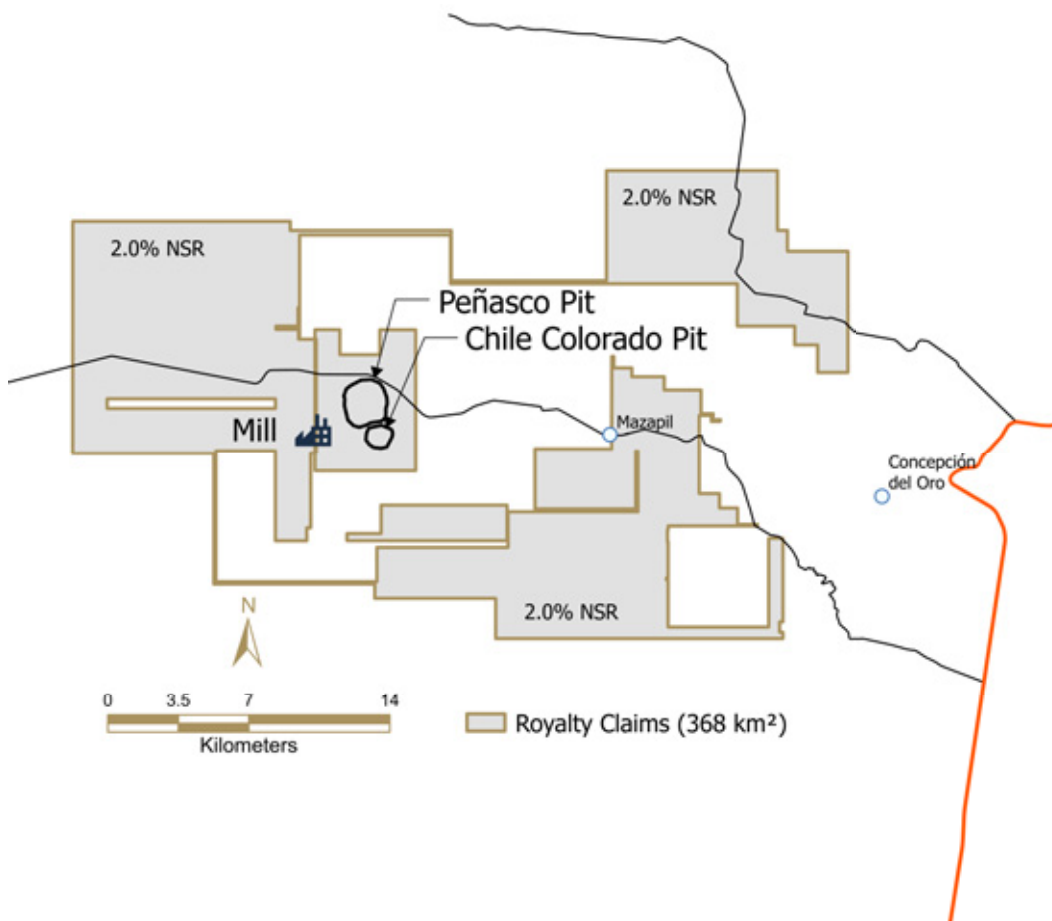 2.0% NSR
2.0% NSR
Peñasco Pit
Chile Colorado Pit
Mill
Mazapil
Concepción
del Oro
2.0% NSR
N
0 3.5 7 14
Kilometers
Royalty Claims (368 km²)